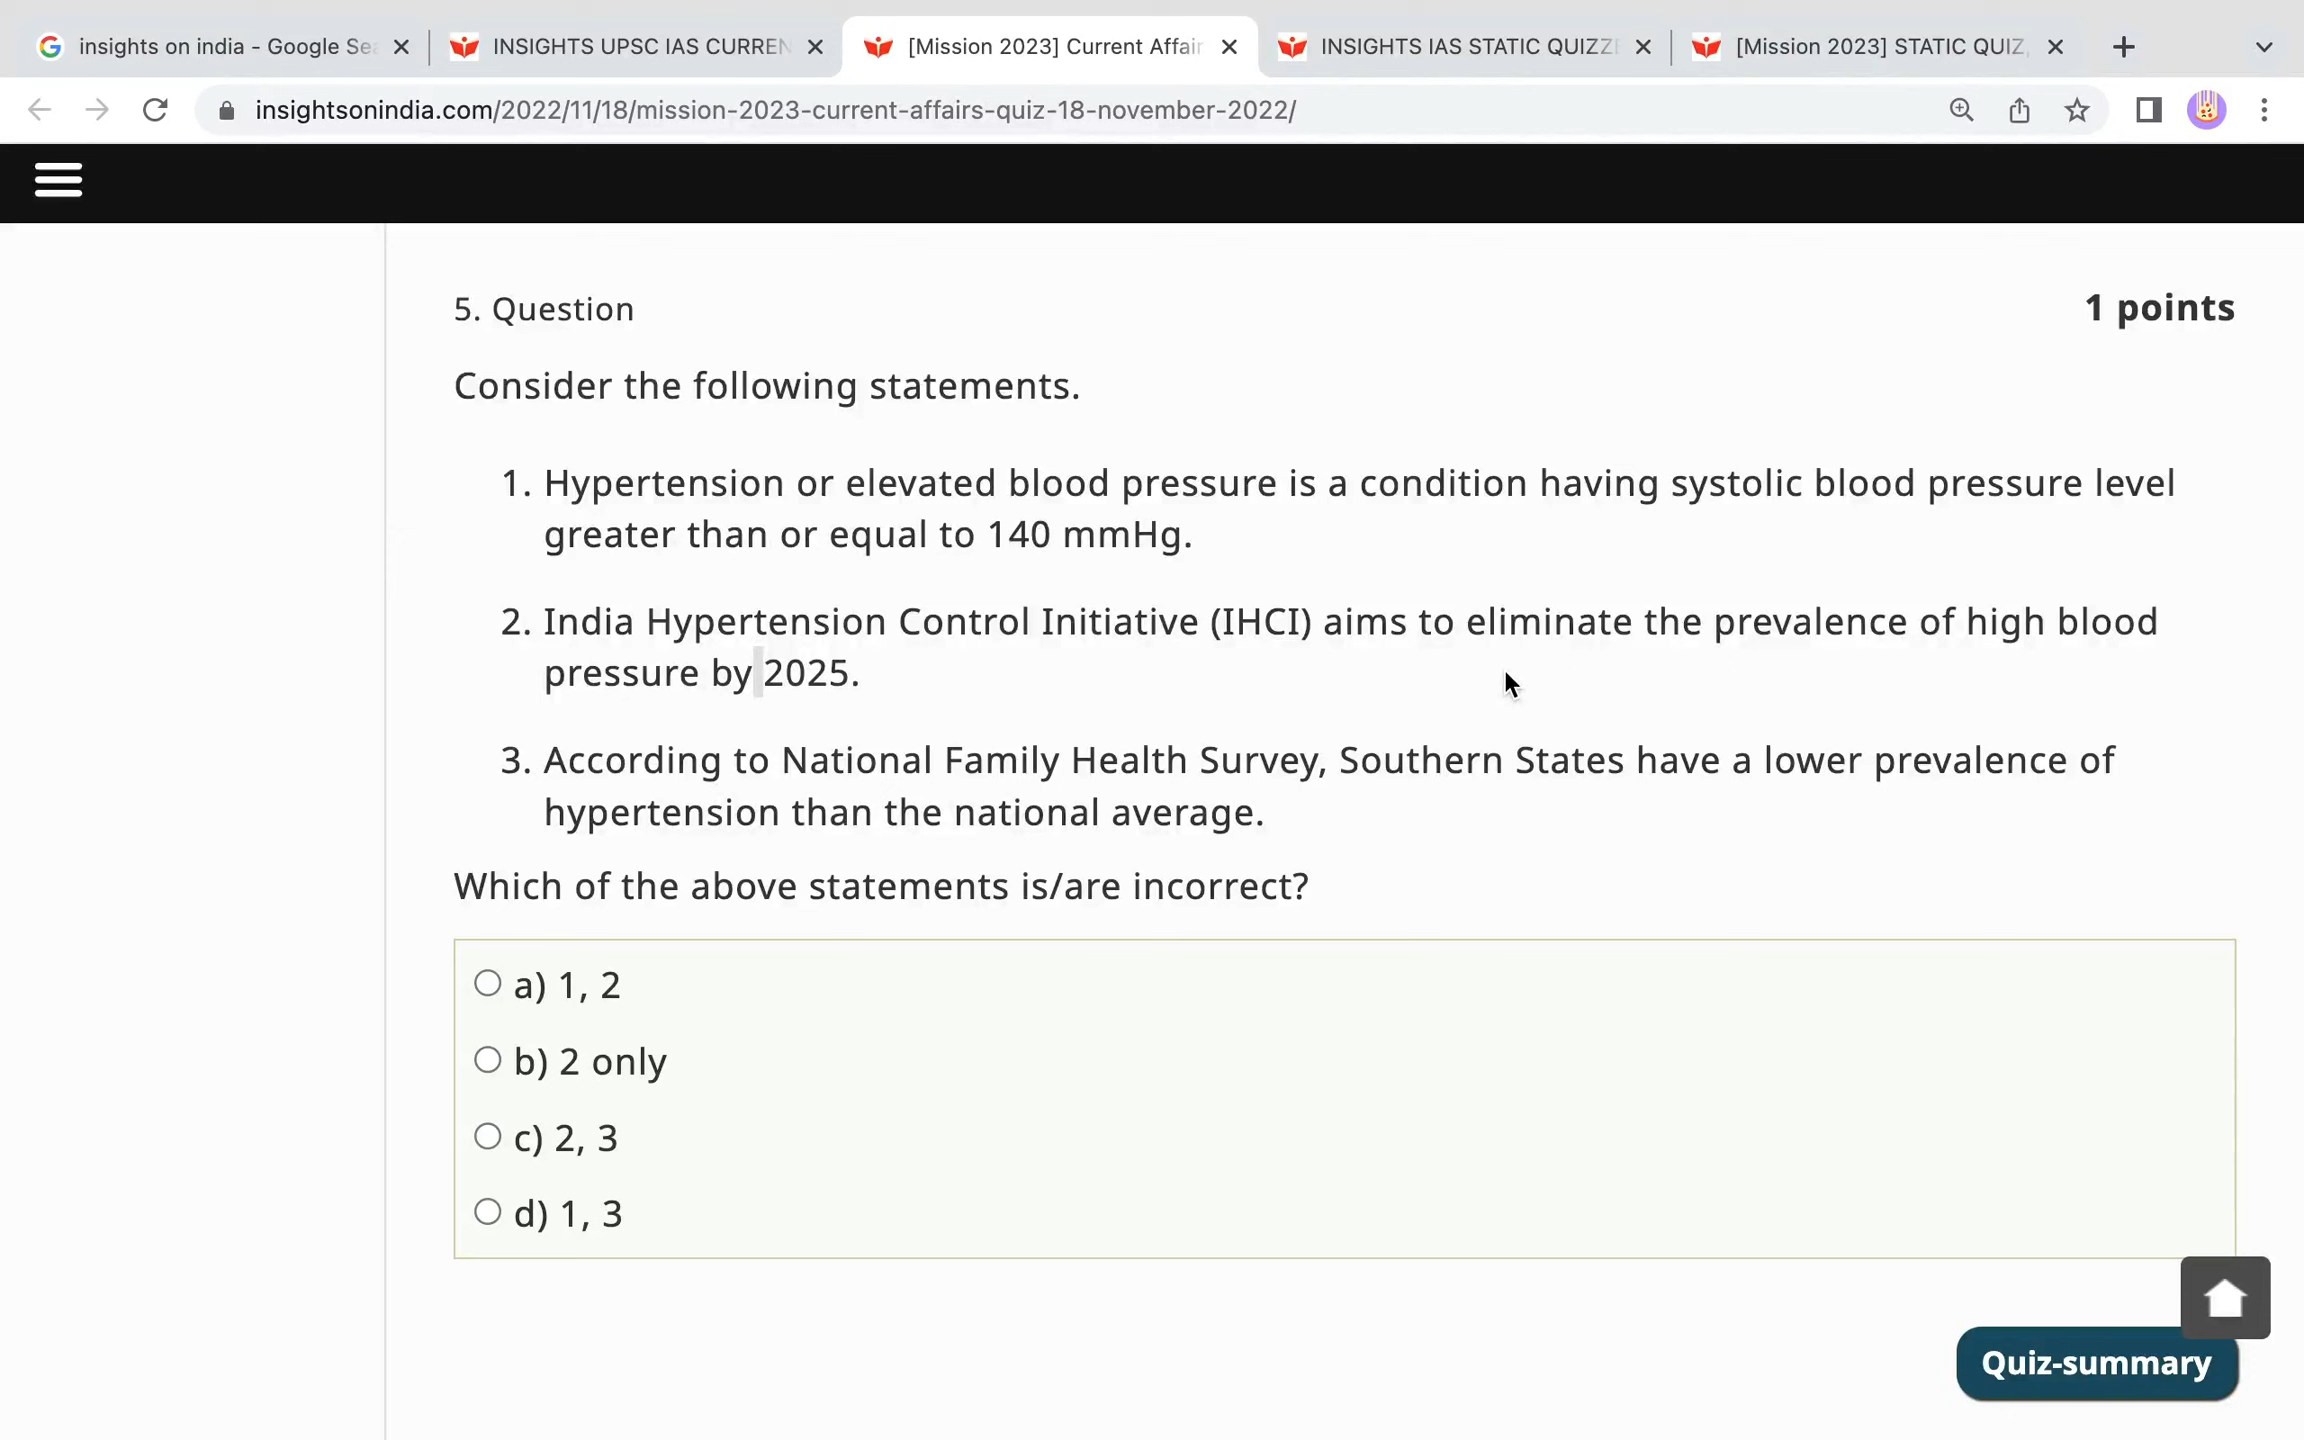 insights on india - Google Sea
INSIGHTS UPSC IAS CURREN
[Mission 2023] Current Affair
INSIGHTS IAS STATIC QUIZZE
[Mission 2023] STATIC QUIZ,
insightsonindia.com/2022/11/18/mission-2023-current-affairs-quiz-18-november-2022/
5. Question
1 points
Consider the following statements.
1. Hypertension or elevated blood pressure is a condition having systolic blood pressure level
greater than or equal to 140 mmHg.
2. India Hypertension Control Initiative (IHCI) aims to eliminate the prevalence of high blood
pressure by 2025.
3. According to National Family Health Survey, Southern States have a lower prevalence of
hypertension than the national average.
Which of the above statements is/are incorrect?
a) 1, 2
b) 2 only
c) 2, 3
d) 1, 3
Quiz-summary